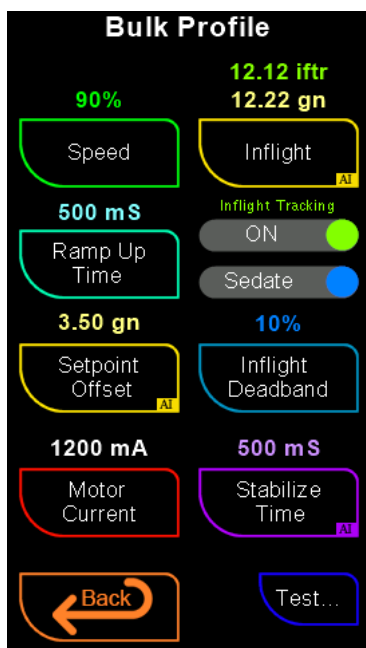 Bulk Profile
12.12 iftr
90%
12.22 gn
Speed
Inflight
AI
500 mS
Inflight Tracking
Ramp Up
Time
ON
Sedate
3.50 gn
10%
Setpoint
Offset
AI
Inflight
Deadband
1200 mA
500 mS
Motor
Current
Stabilize
Time
AI
Back
Test...